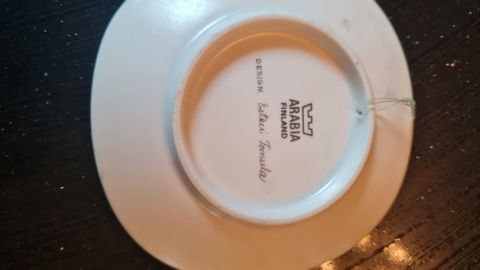 ARABIA
FINLAND
DESIGN. Esteri Tomula